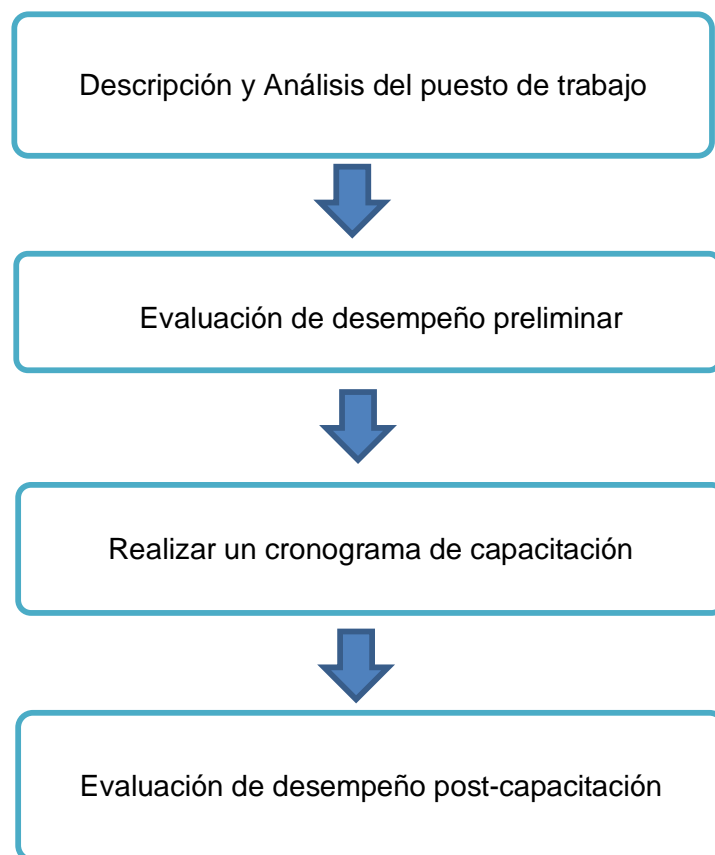 Descripción y Análisis del puesto de trabajo
Evaluación de desempeño preliminar
Realizar un cronograma de capacitación
Evaluación de desempeño post-capacitación